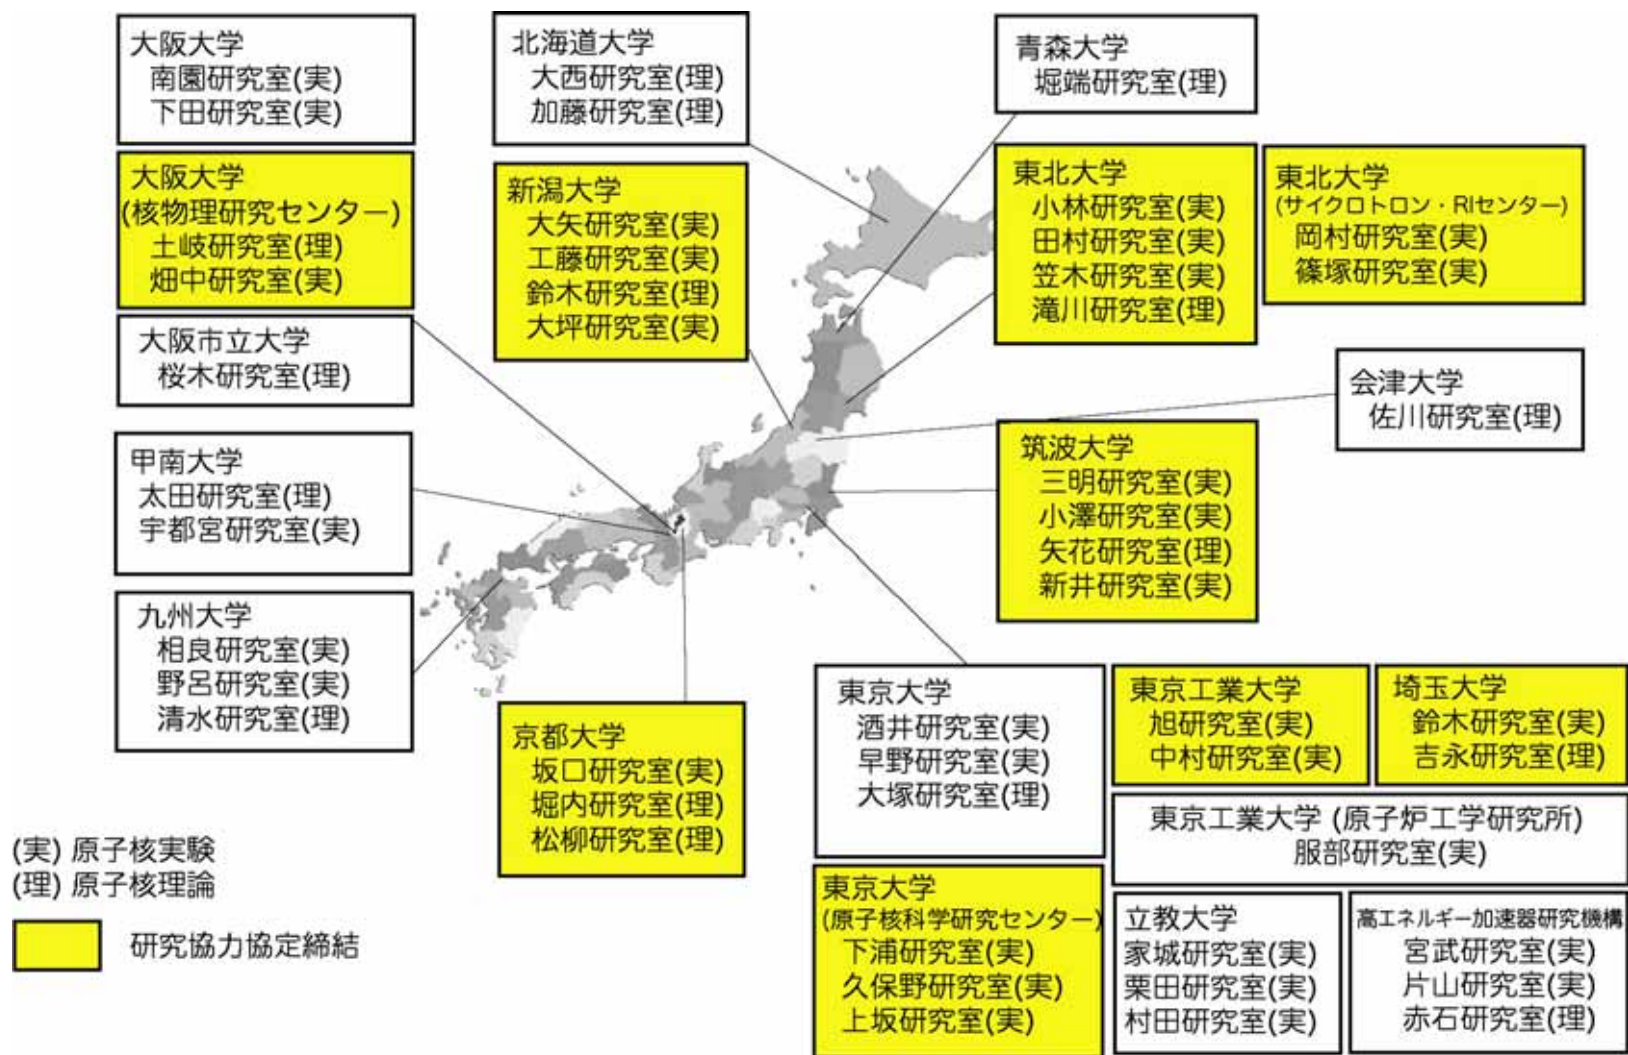 大阪大学
南園研究室(実)
下田研究室(実)
大阪大学
(核物理研究センター)
土岐研究室(理)
畑中研究室(実)
大阪市立大学
桜木研究室(理)
甲南大学
太田研究室(理)
宇都宮研究室(実)
九州大学
相良研究室(実)
野呂研究室(実)
清水研究室(理)
北海道大学
大西研究室(理)
加藤研究室(理)
新潟大学
大矢研究室(実)
工藤研究室(実)
鈴木研究室(理)
大坪研究室(実)
京都大学
坂口研究室(実)
堀内研究室(理)
松柳研究室(理)
青森大学
堀端研究室(理)
東北大学
小林研究室(実)
田村研究室(実)
笠木研究室(実)
滝川研究室(理)
東北大学
(サイクロトロン・RIセンター)
岡村研究室(実)
篠塚研究室(実)
会津大学
佐川研究室(理)
筑波大学
三明研究室(実)
小澤研究室(実)
矢花研究室(理)
新井研究室(実)
東京大学
酒井研究室(実)
早野研究室(実)
大塚研究室(理)
東京工業大学
旭研究室(実)
中村研究室(実)
埼玉大学
鈴木研究室(実)
吉永研究室(理)
東京工業大学 (原子炉工学研究所)
服部研究室(実)
東京大学
(原子核科学研究センター)
下浦研究室(実)
久保野研究室(実)
上坂研究室(実)
立教大学
家城研究室(実)
栗田研究室(実)
村田研究室(実)
高エネルギー加速器研究機構
宮武研究室(実)
片山研究室(実)
赤石研究室(理)
(実) 原子核実験
(理) 原子核理論
研究協力協定締結